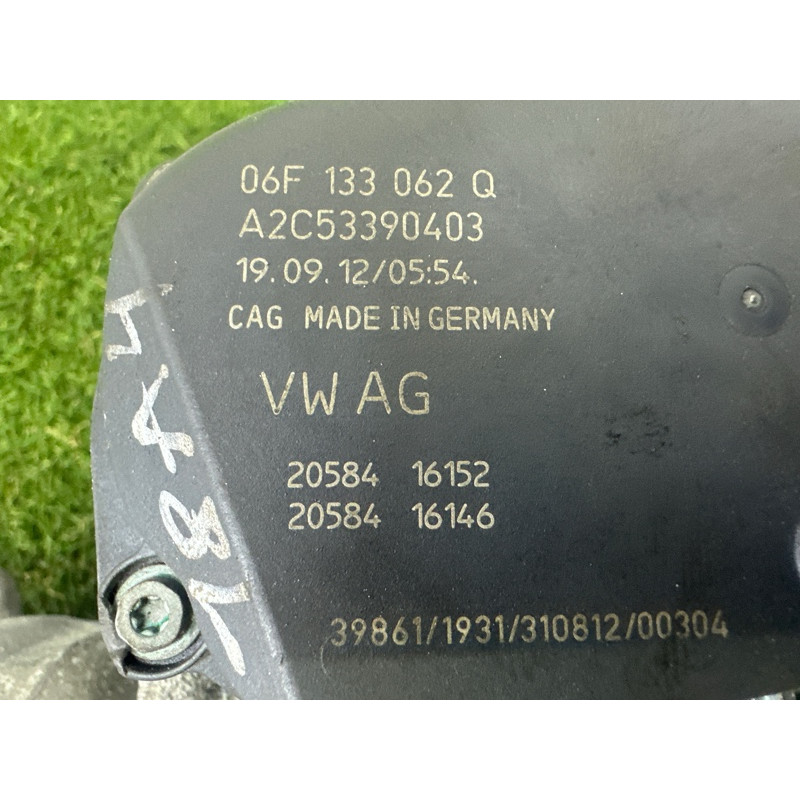 06F 133 062 Q
A2C53390403
19.09.12/05:54.
CAG MADE IN GERMANY
VW AG
20584 16152
20584 16146
39861/1931/310812/00304